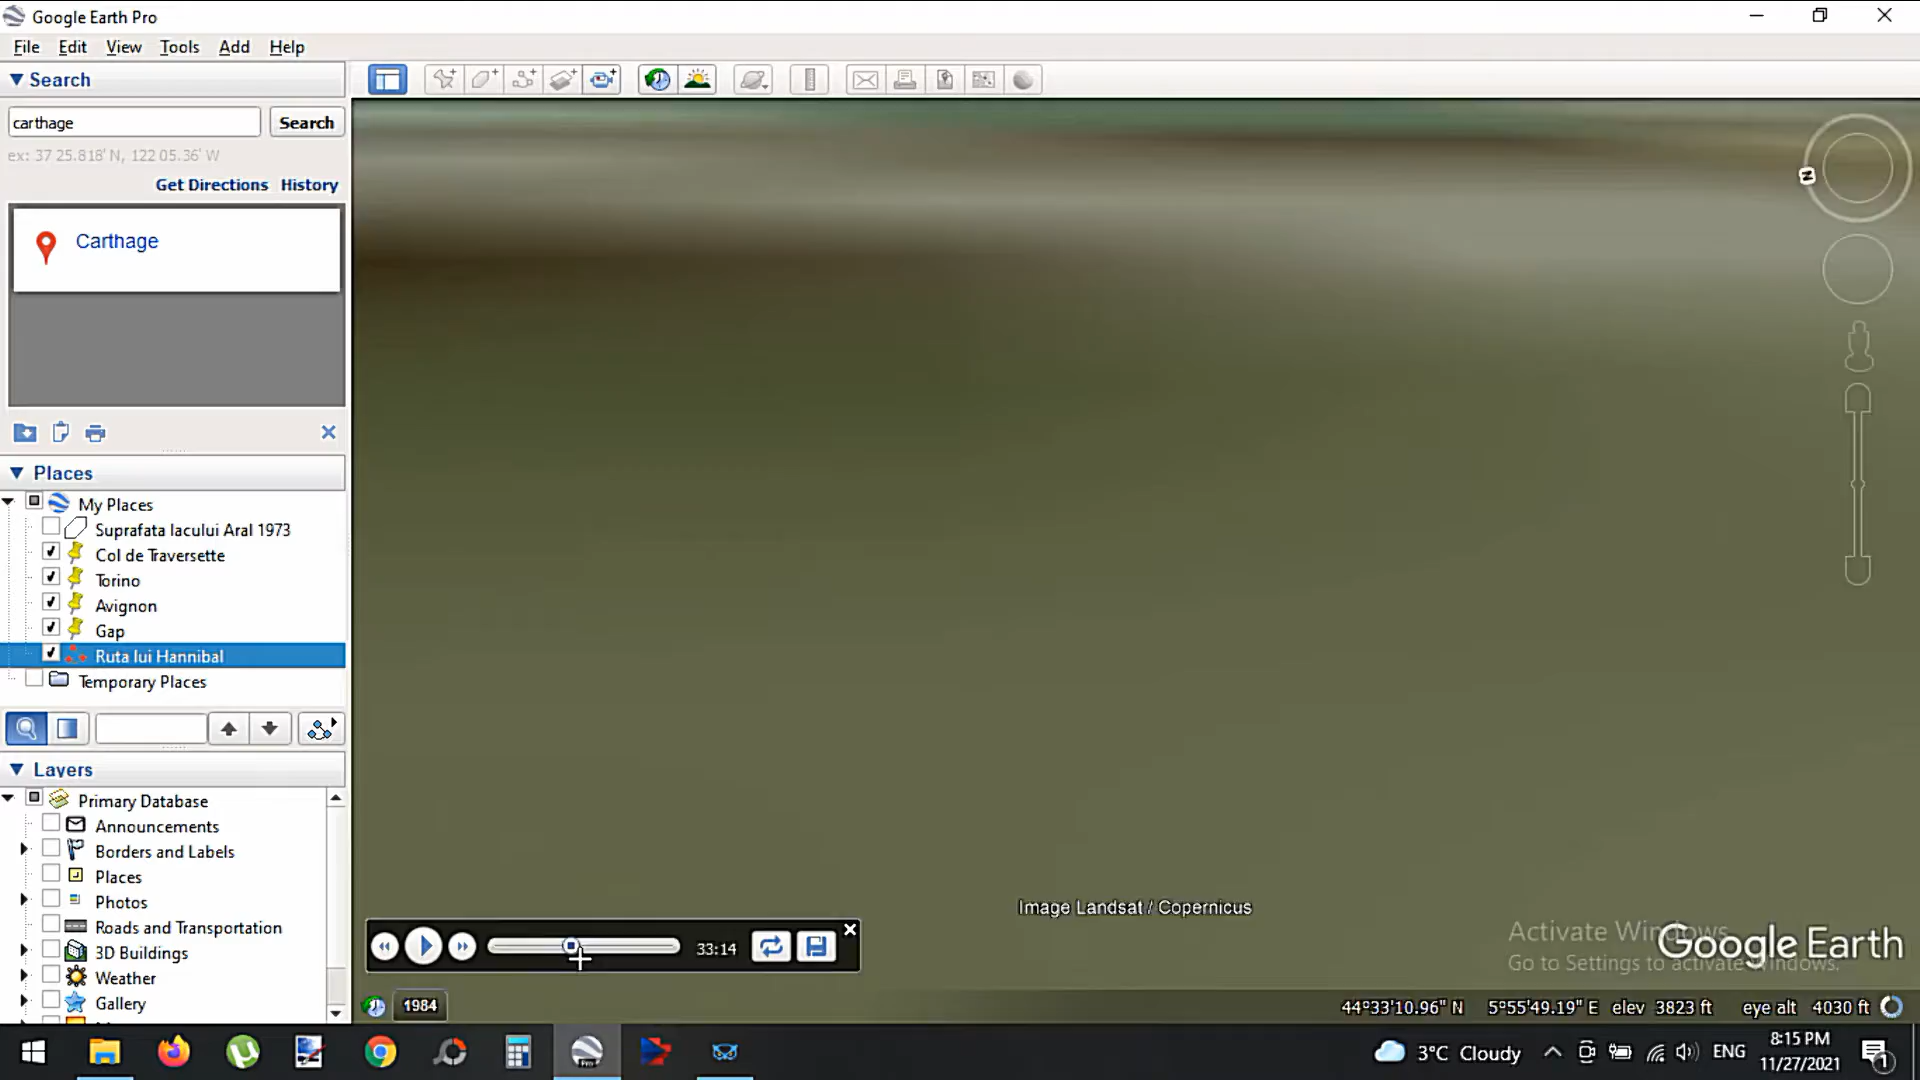 Google Earth Pro
File Edit View Tools Add Help
Search
carthage
Search
ex: 37 25.818' N, 122 05.36' W
Get Directions History
Carthage
Places
My Places
Suprafata lacului Aral 1973
Col de Traversette
Torino
Avignon
Gap
Ruta lui Hannibal
Temporary Places
Layers
Primary Database
Announcements
Borders and Labels
Places
Photos
Roads and Transportation
3D Buildings
Weather
Gallery
N
Image Landsat / Copernicus
33:14
Activate Windows
Go to Settings to activate Windows.
Google Earth
1984
44°33'10.96" N 5°55'49.19" E elev 3823 ft eye alt 4030 ft
3°C Cloudy
ENG
8:15 PM
11/27/2021
1